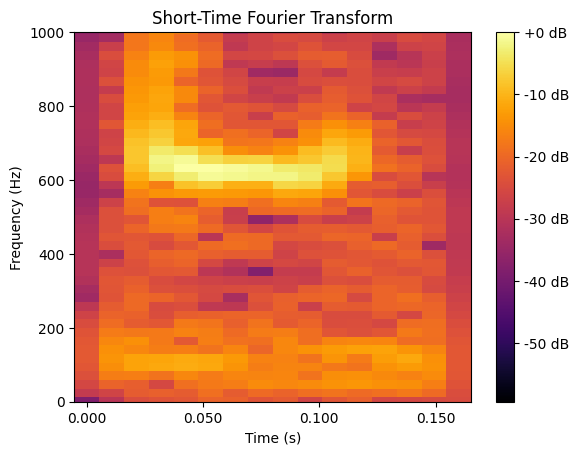 Short-Time Fourier Transform
1000
800
600
400
200
0
Frequency (Hz)
0.000
0.050
0.100
0.150
Time (s)
+0 dB
-10 dB
-20 dB
-30 dB
-40 dB
-50 dB